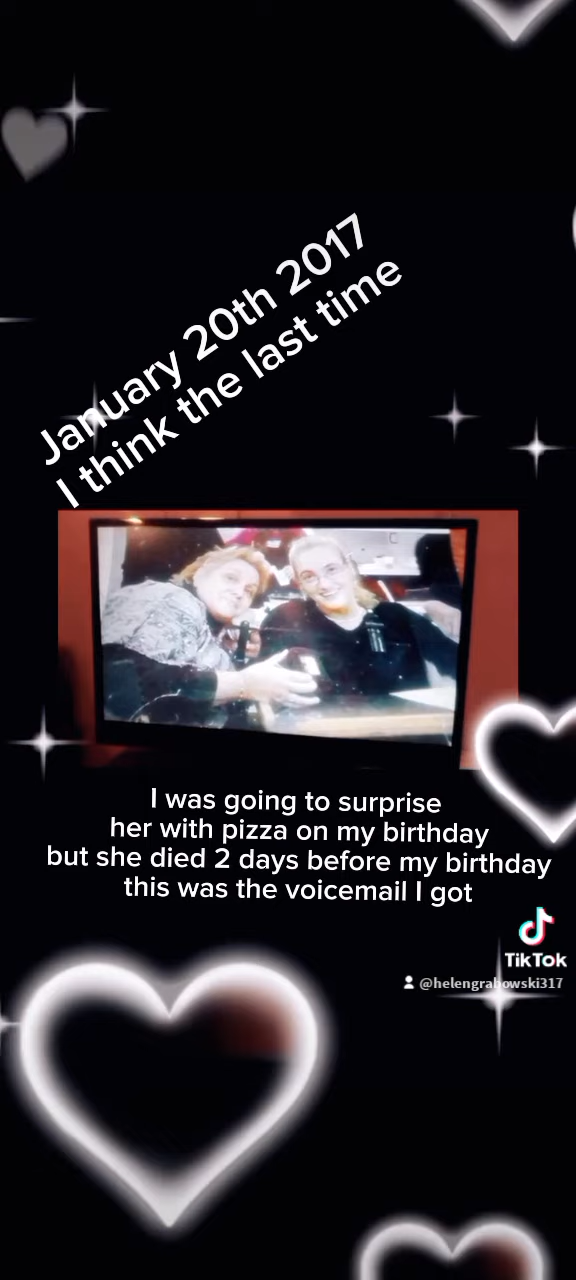 January 20th 2017
I think the last time
I was going to surprise
her with pizza on my birthday
but she died 2 days before my birthday
this was the voicemail I got
TikTok
@helengrabowski317